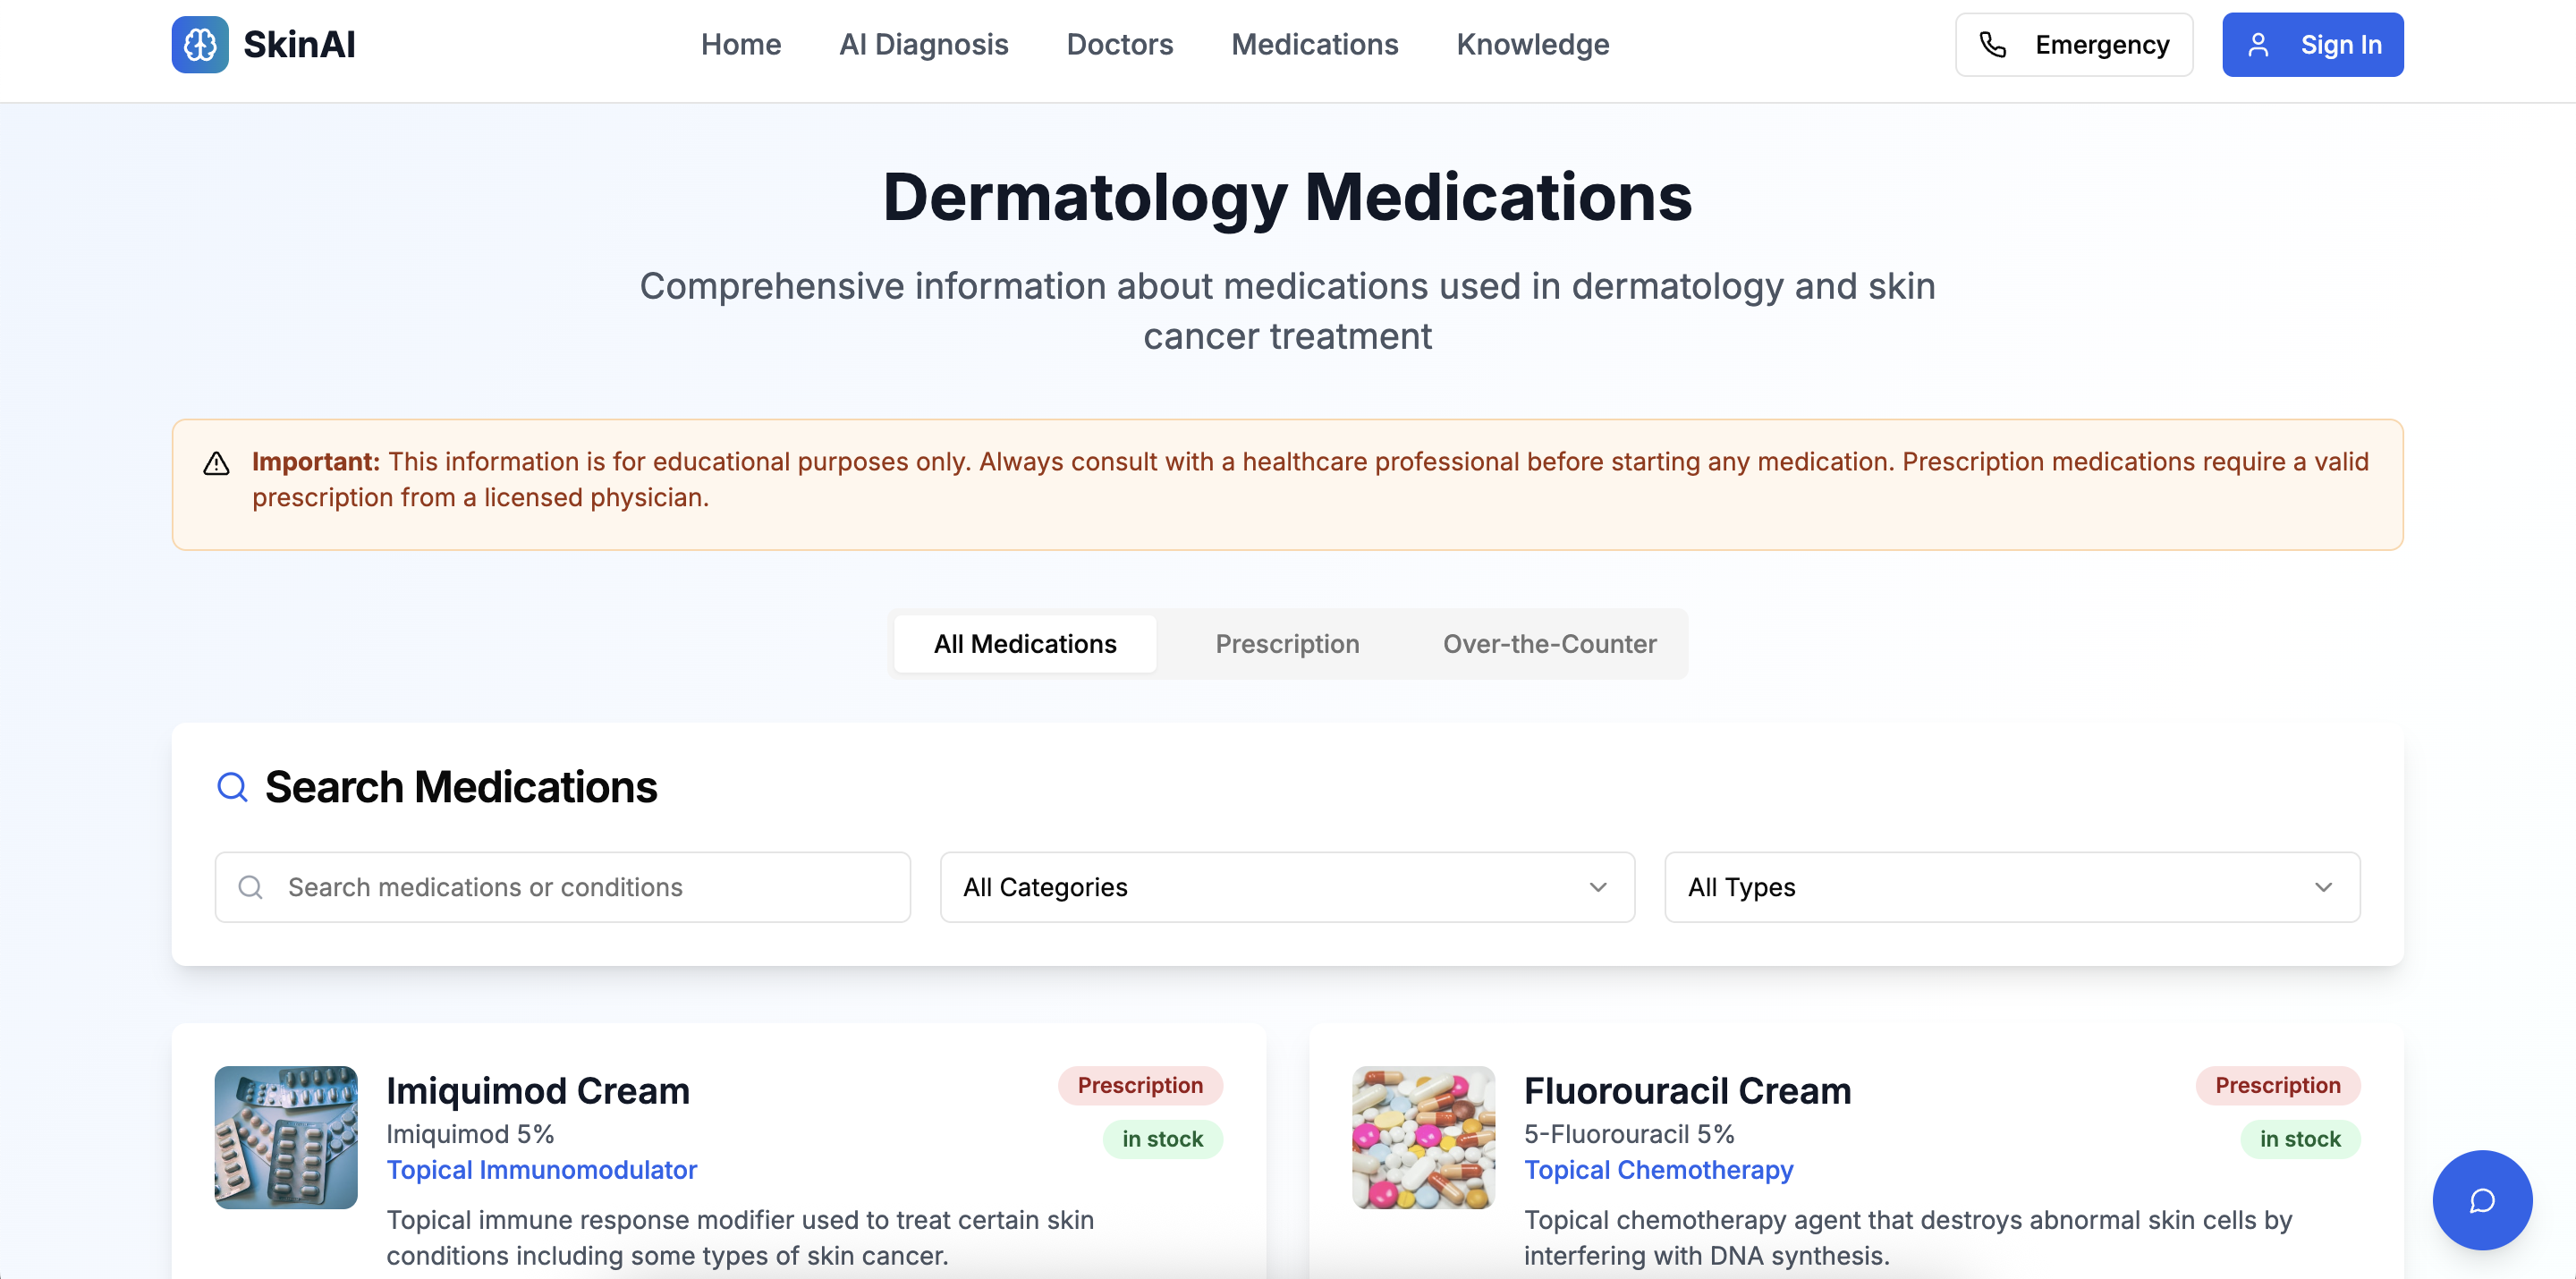 SkinAI
Home
AI Diagnosis
Doctors
Medications
Knowledge
Emergency
Sign In
Dermatology Medications
Comprehensive information about medications used in dermatology and skin
cancer treatment
Important: This information is for educational purposes only. Always consult with a healthcare professional before starting any medication. Prescription medications require a valid
prescription from a licensed physician.
All Medications
Prescription
Over-the-Counter
Search Medications
Search medications or conditions
All Categories
All Types
Imiquimod Cream
Prescription
Imiquimod 5%
in stock
Topical Immunomodulator
Topical immune response modifier used to treat certain skin
conditions including some types of skin cancer.
Fluorouracil Cream
Prescription
5-Fluorouracil 5%
in stock
Topical Chemotherapy
Topical chemotherapy agent that destroys abnormal skin cells by
interfering with DNA synthesis.